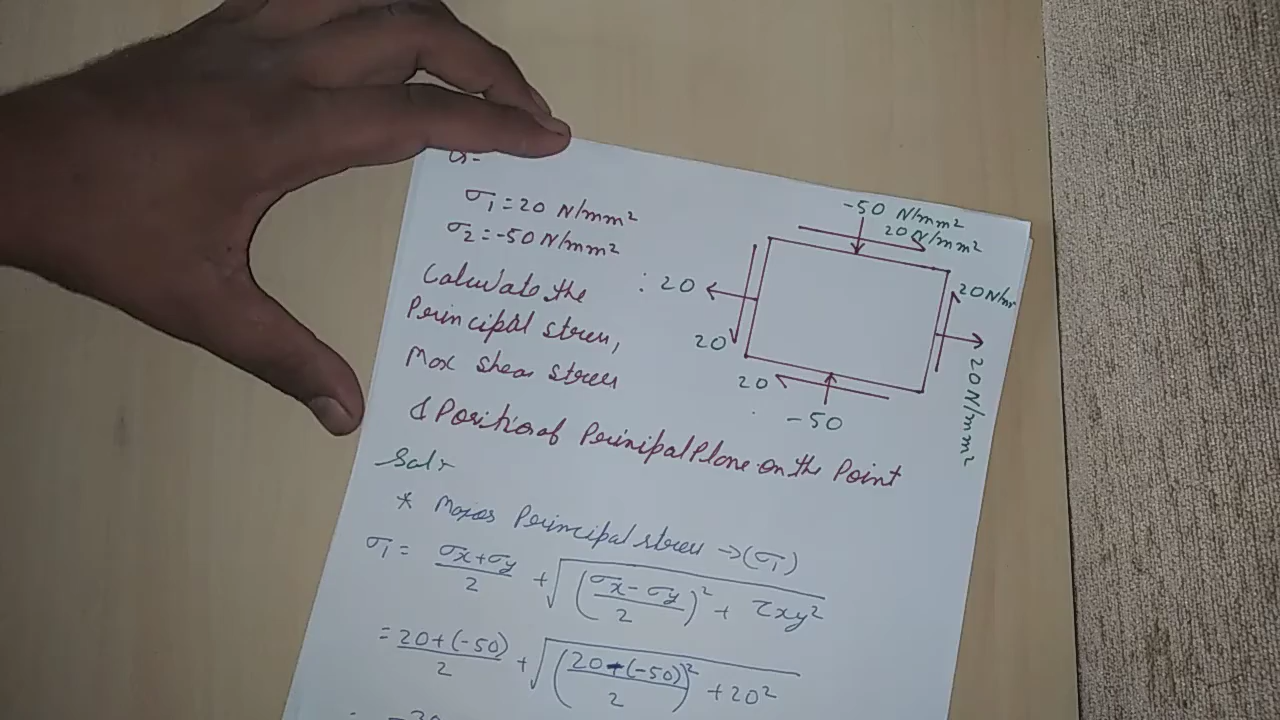 Q-
σ1 = 20 N/mm²
σ2 = -50 N/mm²
Calculate the
Principal stress,
Max shear stress
& Position of Principal Plane on the Point
-50 N/mm²
20 N/mm²
: 20
20
20
-50
20 N/m
20 N/mm²
Sol:-
* Major Principal stress → (σ1)
σ1 = (σx+σy)/2 + √(((σx-σy)/2)² + τxy²)
= (20+(-50))/2 + √(((20-(-50))/2)² + 20²)